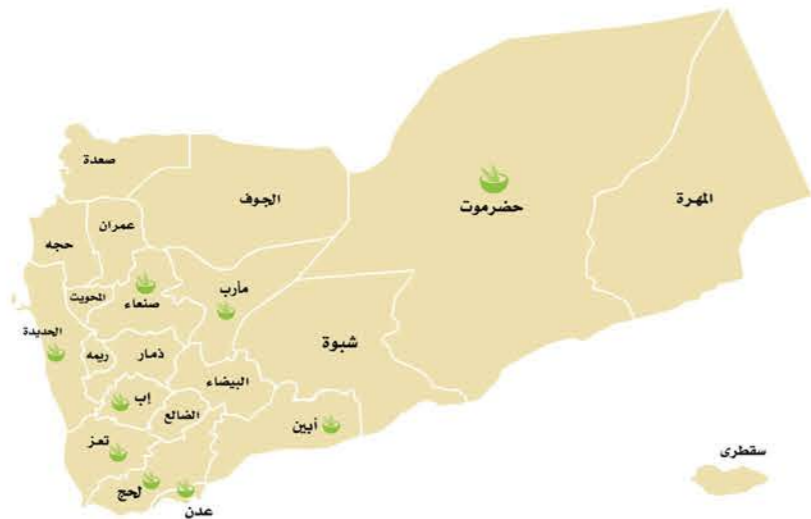 صعدة
الجوف
حضرموت
المهرة
عمران
حجه
مأرب
المحويت
صنعاء
الحديدة
شبوة
ريمه
ذمار
البيضاء
إب
الضالع
أبين
تعز
سقطرى
لحج
عدن